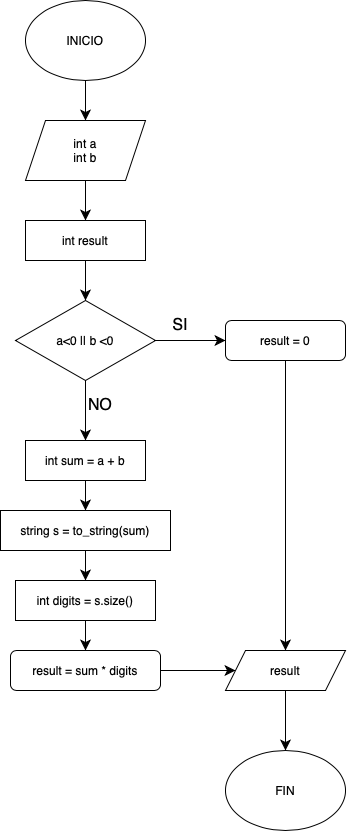 INICIO
int a
int b
int result
a<0 ll b <0
SI
result = 0
NO
int sum = a + b
string s = to_string(sum)
int digits = s.size()
result = sum * digits
result
FIN